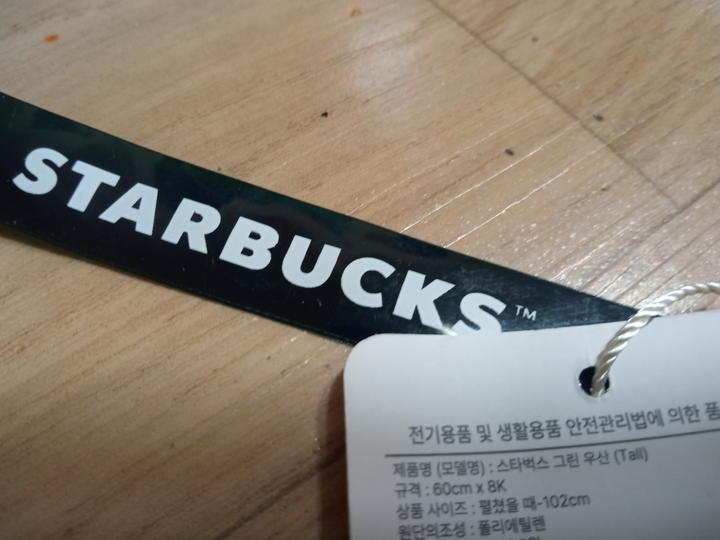 STARBUCKS™
전기용품 및 생활용품 안전관리법에 의한 품
제품명 (모델명) : 스타벅스 그린 우산 (Tall)
규격 : 60cm x 8K
상품 사이즈 : 펼쳤을 때-102cm
원단의조성 : 폴리에틸렌